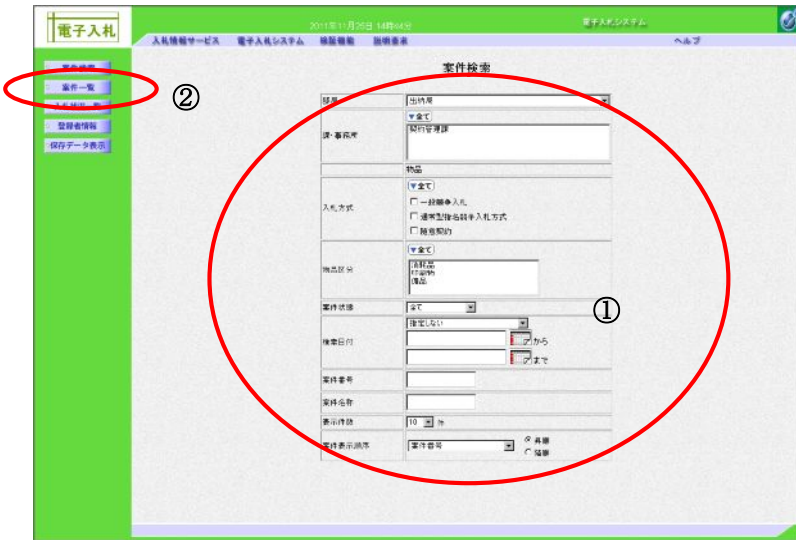 電子入札
2011年11月25日 14時44分
電子入札システム
入札情報サービス 電子入札システム 検証機能 説明要求
ヘルプ
案件検索
案件一覧
登録者情報
保存データ表示
②
案件検索
部局 出納局
課・事務所
▼全て
契約管理課
物品
入札方式
▼全て
一般競争入札
通常型指名競争入札方式
随意契約
物品区分
▼全て
消耗品
印刷物
備品
案件状態 全て
①
検索日付
指定しない
から
まで
案件番号
案件名称
表示件数 10 件
案件表示順序 案件番号
昇順
降順